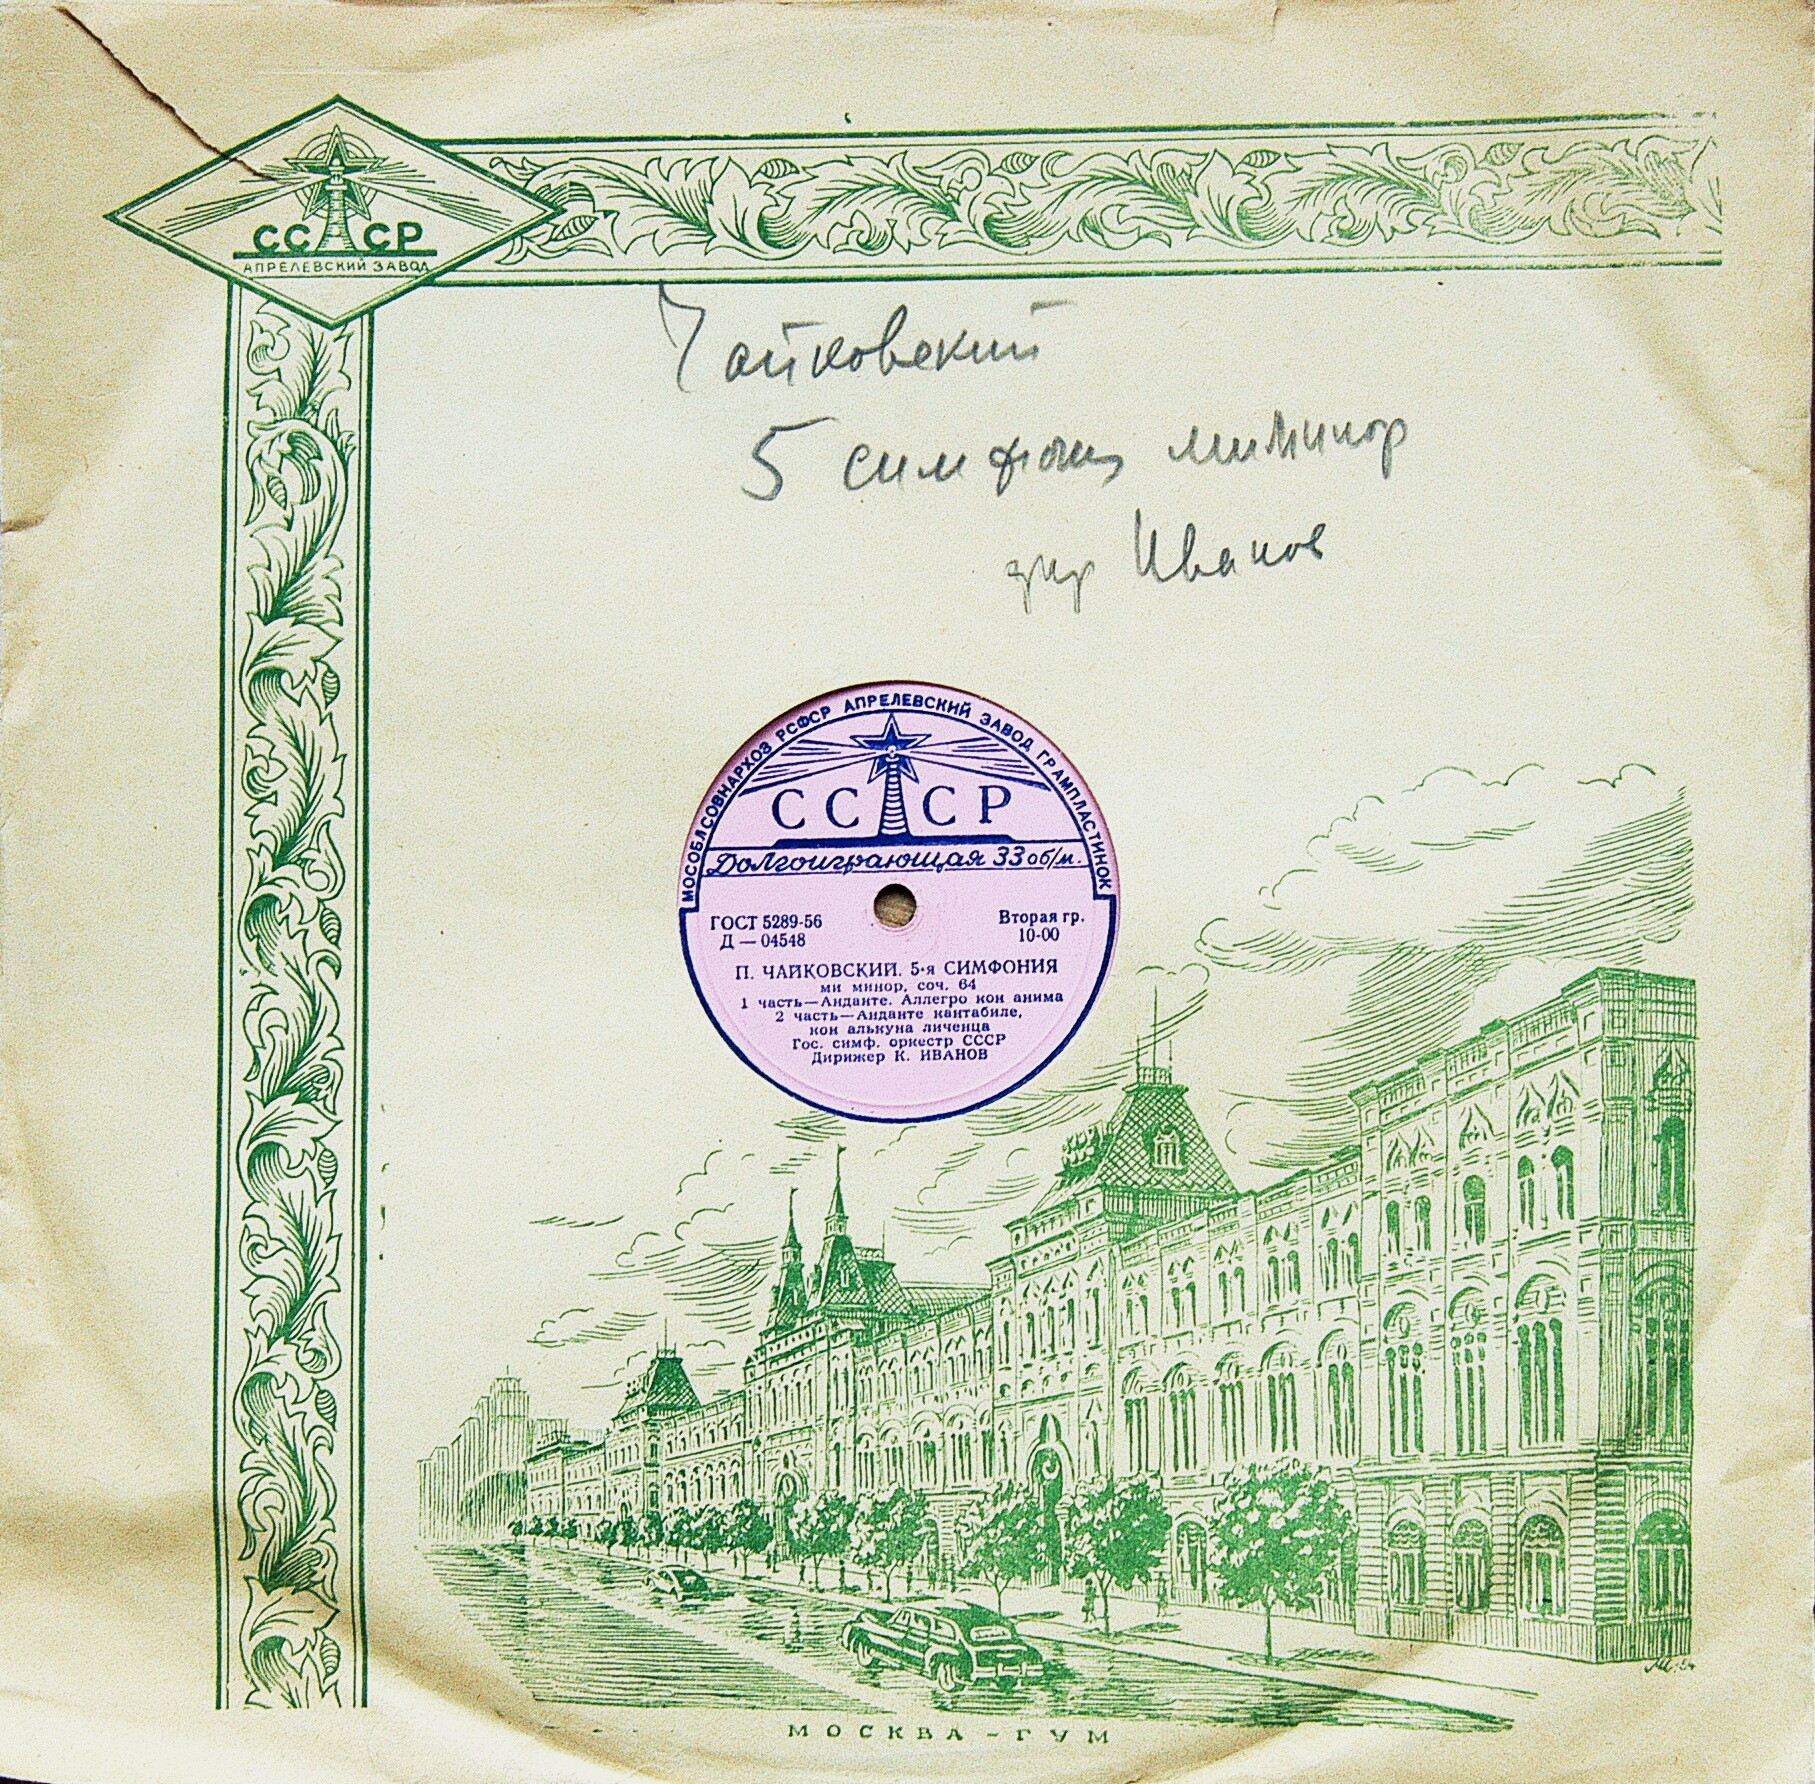 СССР
АПРЕЛЕВСКИЙ ЗАВОД
Чайковский
5 симфония ми минор
дир Иванов
МОСОБЛСОВНАРХОЗ РСФСР АПРЕЛЕВСКИЙ ЗАВОД ГРАМПЛАСТИНОК
СССР
Долгоиграющая 33 об/м.
ГОСТ 5289-56 Вторая гр.
Д — 04548 10-00
П. ЧАЙКОВСКИЙ. 5-я СИМФОНИЯ
ми минор, соч. 64
1 часть—Анданте. Аллегро кон анима
2 часть—Анданте кантабиле,
кон алькуна личенца
Гос. симф. оркестр СССР
Дирижер К. ИВАНОВ
МОСКВА - ГУМ